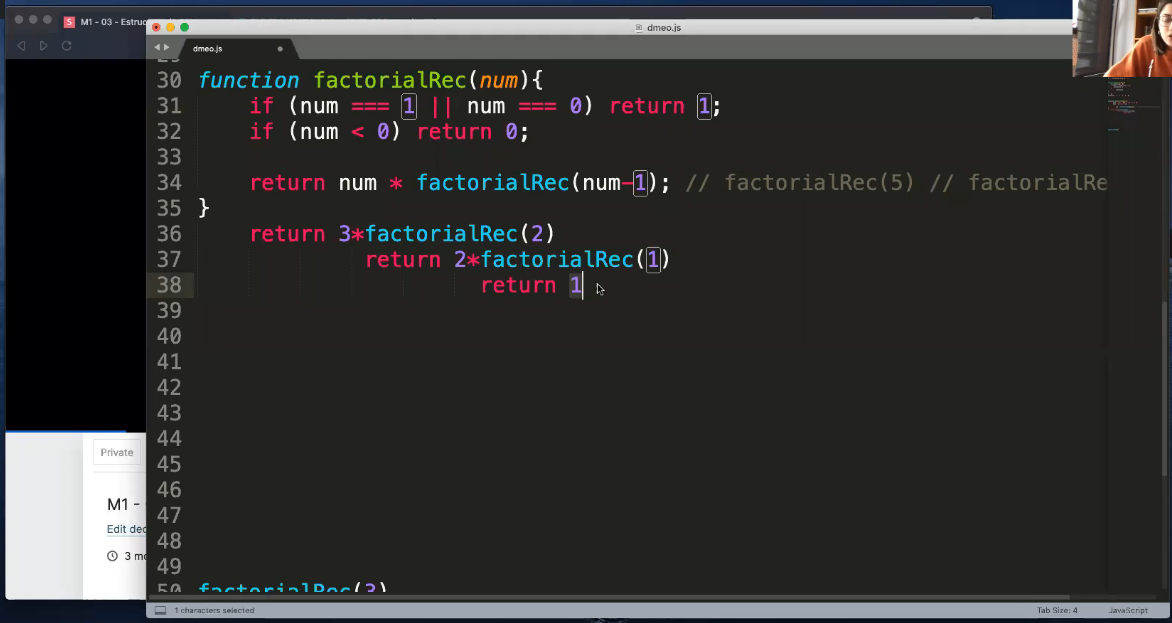 M1 - 03 - Estruc
dmeo.js
dmeo.js
30 function factorialRec(num){
31 if (num === 1 || num === 0) return 1;
32 if (num < 0) return 0;
33
34 return num * factorialRec(num-1); // factorialRec(5) // factorialRe
35 }
36 return 3*factorialRec(2)
37 return 2*factorialRec(1)
38 return 1
39
40
41
42
43
44
45
46
47
48
49
50 factorialRec(3)
Private
M1 -
Edit dec
3 mo
1 characters selected
Tab Size: 4
JavaScript